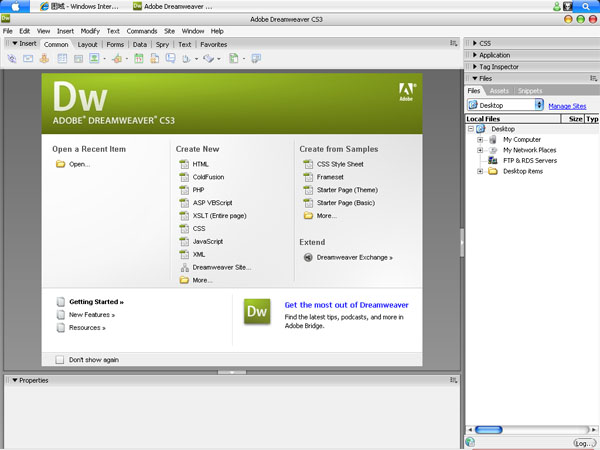 困域 - Windows Inter...
Adobe Dreamweaver ...
Adobe Dreamweaver CS3
File Edit View Insert Modify Text Commands Site Window Help
Insert Common Layout Forms Data Spry Text Favorites
Dw
ADOBE® DREAMWEAVER® CS3
Adobe
Open a Recent Item
Open...
Create New
HTML
ColdFusion
PHP
ASP VBScript
XSLT (Entire page)
CSS
JavaScript
XML
Dreamweaver Site...
More...
Create from Samples
CSS Style Sheet
Frameset
Starter Page (Theme)
Starter Page (Basic)
More...
Extend
Dreamweaver Exchange »
Getting Started »
New Features »
Resources »
Dw
Get the most out of Dreamweaver
Find the latest tips, podcasts, and more in
Adobe Bridge.
Don't show again
Properties
CSS
Application
Tag Inspector
Files
Files Assets Snippets
Desktop Manage Sites
Local Files Size Typ
Desktop
My Computer
My Network Places
FTP & RDS Servers
Desktop items
Log...